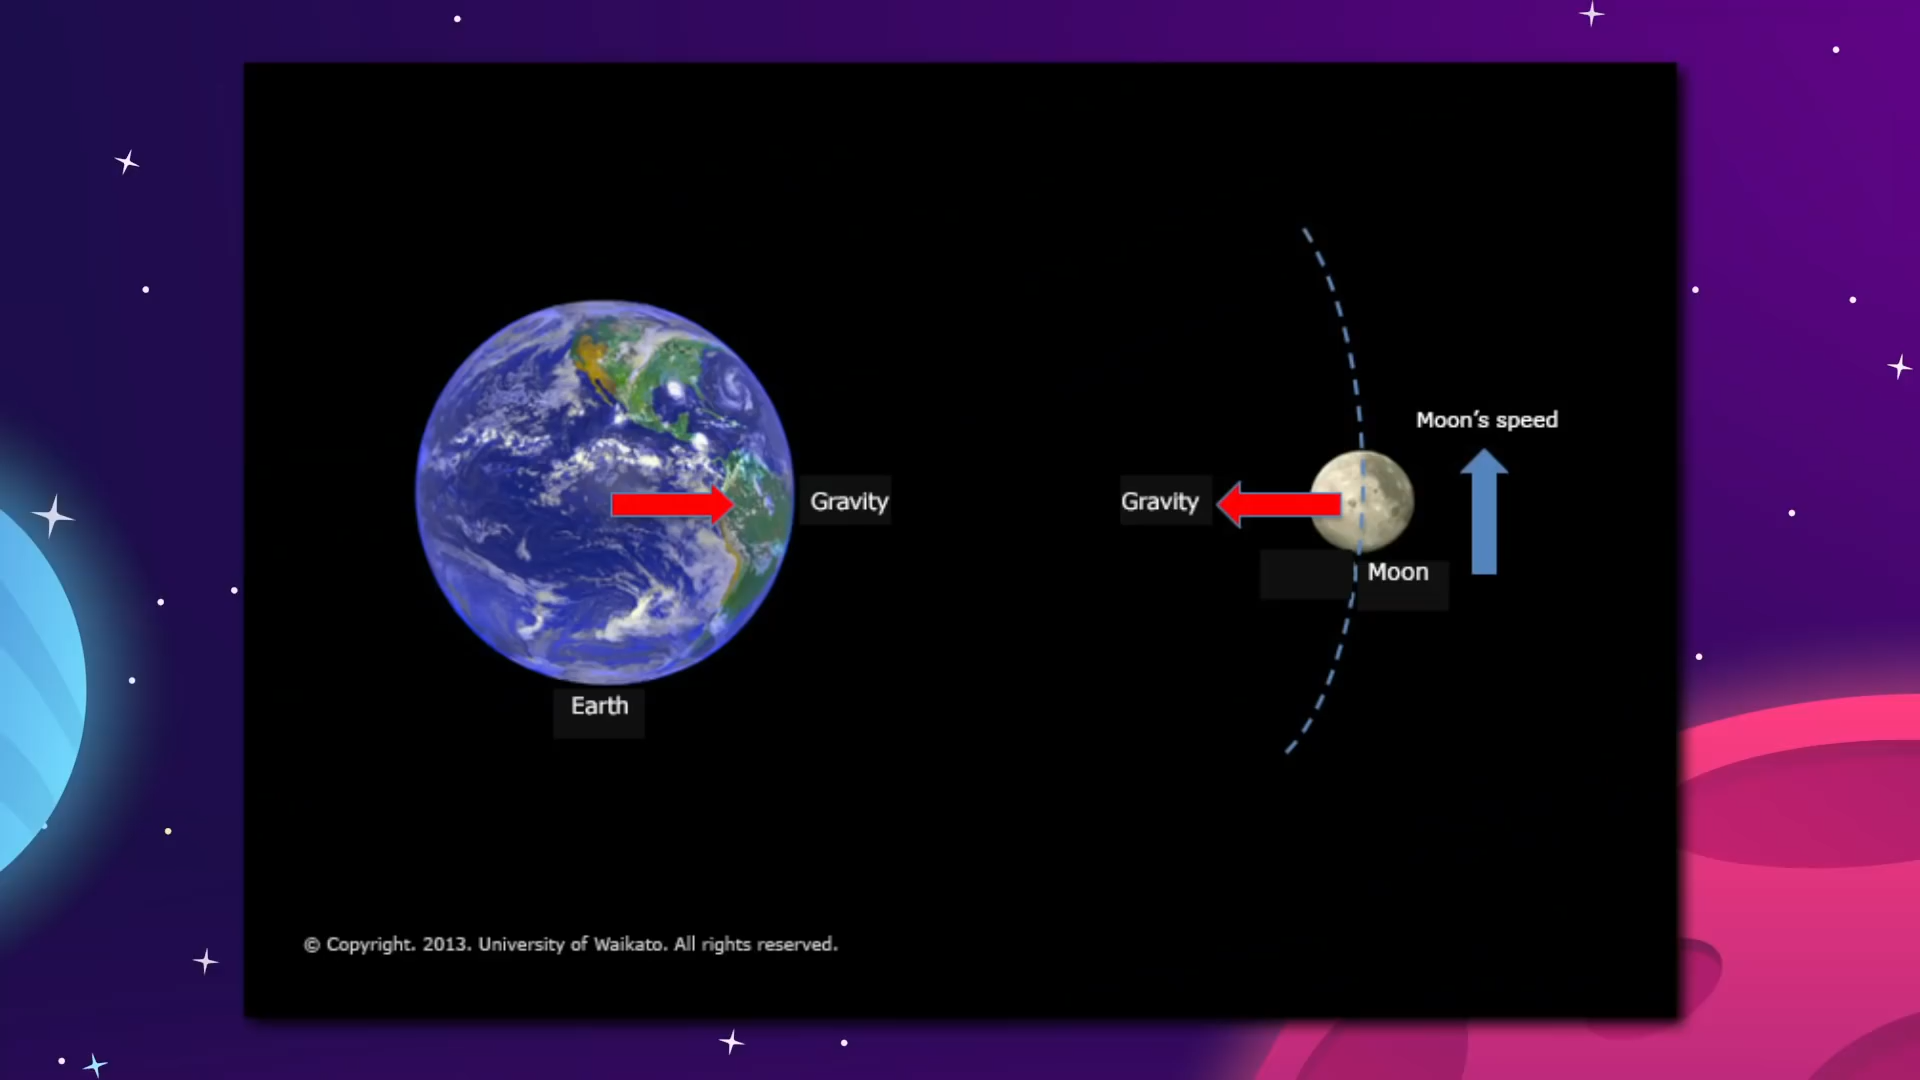 Moon's speed
Gravity
Gravity
Moon
Earth
© Copyright. 2013. University of Waikato. All rights reserved.